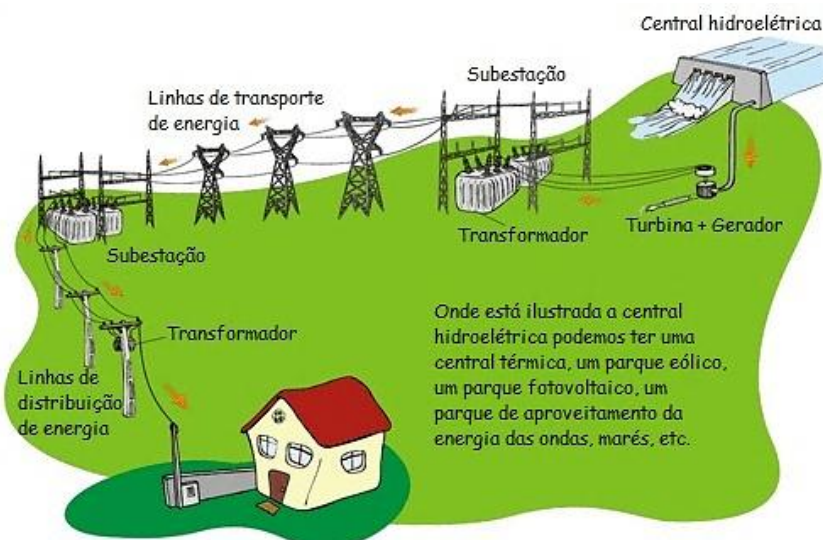 Central hidroelétrica
Subestação
Linhas de transporte
de energia
Turbina + Gerador
Transformador
Subestação
Transformador
Linhas de
distribuição
de energia
Onde está ilustrada a central
hidroelétrica podemos ter uma
central térmica, um parque eólico,
um parque fotovoltaico, um
parque de aproveitamento da
energia das ondas, marés, etc.